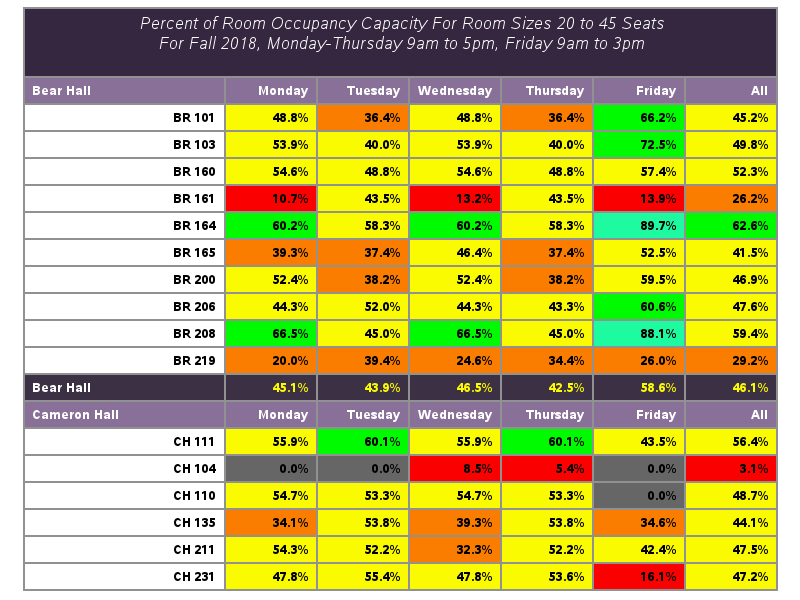 Percent of Room Occupancy Capacity For Room Sizes 20 to 45 Seats
For Fall 2018, Monday-Thursday 9am to 5pm, Friday 9am to 3pm
Bear Hall Monday Tuesday Wednesday Thursday Friday All
BR 101 48.8% 36.4% 48.8% 36.4% 66.2% 45.2%
BR 103 53.9% 40.0% 53.9% 40.0% 72.5% 49.8%
BR 160 54.6% 48.8% 54.6% 48.8% 57.4% 52.3%
BR 161 10.7% 43.5% 13.2% 43.5% 13.9% 26.2%
BR 164 60.2% 58.3% 60.2% 58.3% 89.7% 62.6%
BR 165 39.3% 37.4% 46.4% 37.4% 52.5% 41.5%
BR 200 52.4% 38.2% 52.4% 38.2% 59.5% 46.9%
BR 206 44.3% 52.0% 44.3% 43.3% 60.6% 47.6%
BR 208 66.5% 45.0% 66.5% 45.0% 88.1% 59.4%
BR 219 20.0% 39.4% 24.6% 34.4% 26.0% 29.2%
Bear Hall 45.1% 43.9% 46.5% 42.5% 58.6% 46.1%
Cameron Hall Monday Tuesday Wednesday Thursday Friday All
CH 111 55.9% 60.1% 55.9% 60.1% 43.5% 56.4%
CH 104 0.0% 0.0% 8.5% 5.4% 0.0% 3.1%
CH 110 54.7% 53.3% 54.7% 53.3% 0.0% 48.7%
CH 135 34.1% 53.8% 39.3% 53.8% 34.6% 44.1%
CH 211 54.3% 52.2% 32.3% 52.2% 42.4% 47.5%
CH 231 47.8% 55.4% 47.8% 53.6% 16.1% 47.2%